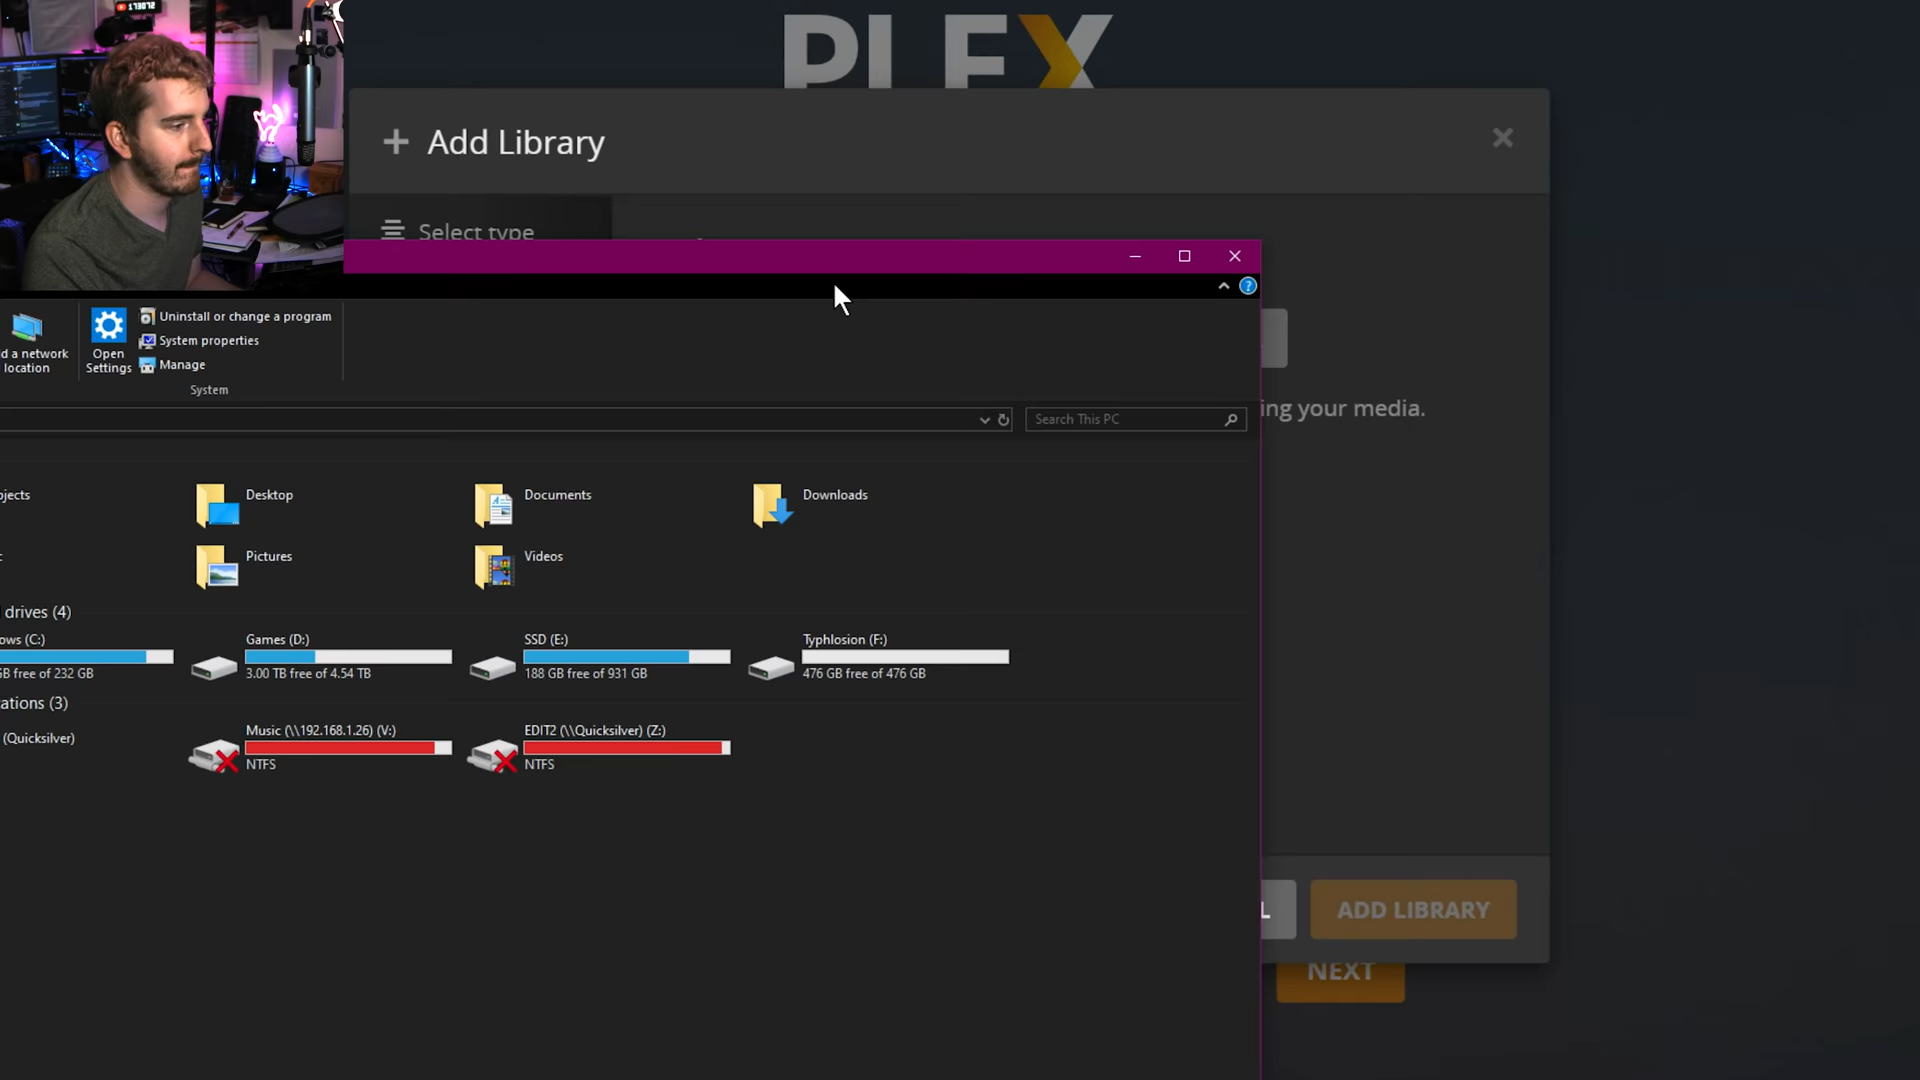 173072
PLEX
Add Library
Select type
Uninstall or change a program
System properties
Manage
d a network
location
Open
Settings
System
Search This PC
ing your media.
jects
Desktop
Documents
Downloads
Pictures
Videos
drives (4)
ows (C:)
GB free of 232 GB
Games (D:)
3.00 TB free of 4.54 TB
SSD (E:)
188 GB free of 931 GB
Typhlosion (F:)
476 GB free of 476 GB
cations (3)
(Quicksilver)
Music (\\192.168.1.26) (V:)
NTFS
EDIT2 (\\Quicksilver) (Z:)
NTFS
L
ADD LIBRARY
NEXT